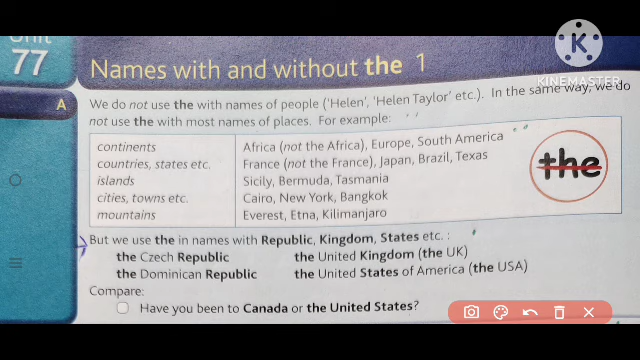 Unit
77
Names with and without the 1
KINEMASTER
A
We do not use the with names of people ('Helen', 'Helen Taylor' etc.). In the same way, we do
not use the with most names of places. For example:
continents Africa (not the Africa), Europe, South America
countries, states etc. France (not the France), Japan, Brazil, Texas
islands Sicily, Bermuda, Tasmania
cities, towns etc. Cairo, New York, Bangkok
mountains Everest, Etna, Kilimanjaro
the
But we use the in names with Republic, Kingdom, States etc. :
the Czech Republic the United Kingdom (the UK)
the Dominican Republic the United States of America (the USA)
Compare:
Have you been to Canada or the United States?